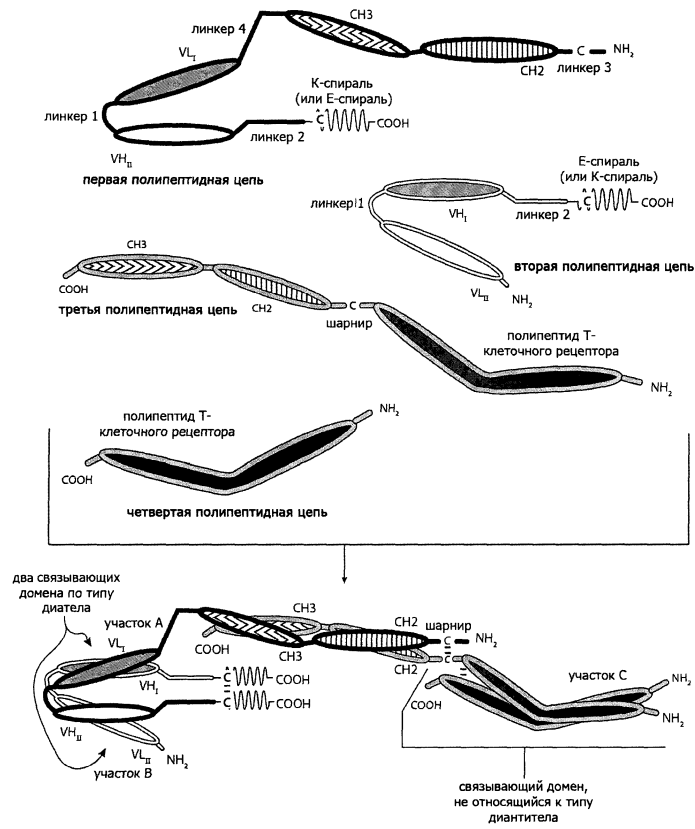 линкер 4
CH3
VL_I
CH2
С
линкер 3
NH₂
К-спираль
(или Е-спираль)
линкер 1
С
COOH
линкер 2
VH_II
первая полипептидная цепь
Е-спираль
(или К-спираль)
линкер 1
VH_I
линкер 2
С
COOH
вторая полипептидная цепь
VL_II
NH₂
CH3
COOH
CH2
третья полипептидная цепь
С
шарнир
полипептид Т-
клеточного рецептора
NH₂
полипептид Т-
клеточного рецептора
NH₂
COOH
четвертая полипептидная цепь
два связывающих
домена по типу
диатела
участок А
VL_I
CH3
COOH
CH3
CH2
шарнир
С
NH₂
CH2
С
COOH
участок С
NH₂
NH₂
VH_I
С
COOH
С
COOH
VH_II
VL_II
NH₂
участок В
связывающий домен,
не относящийся к типу
диантитела